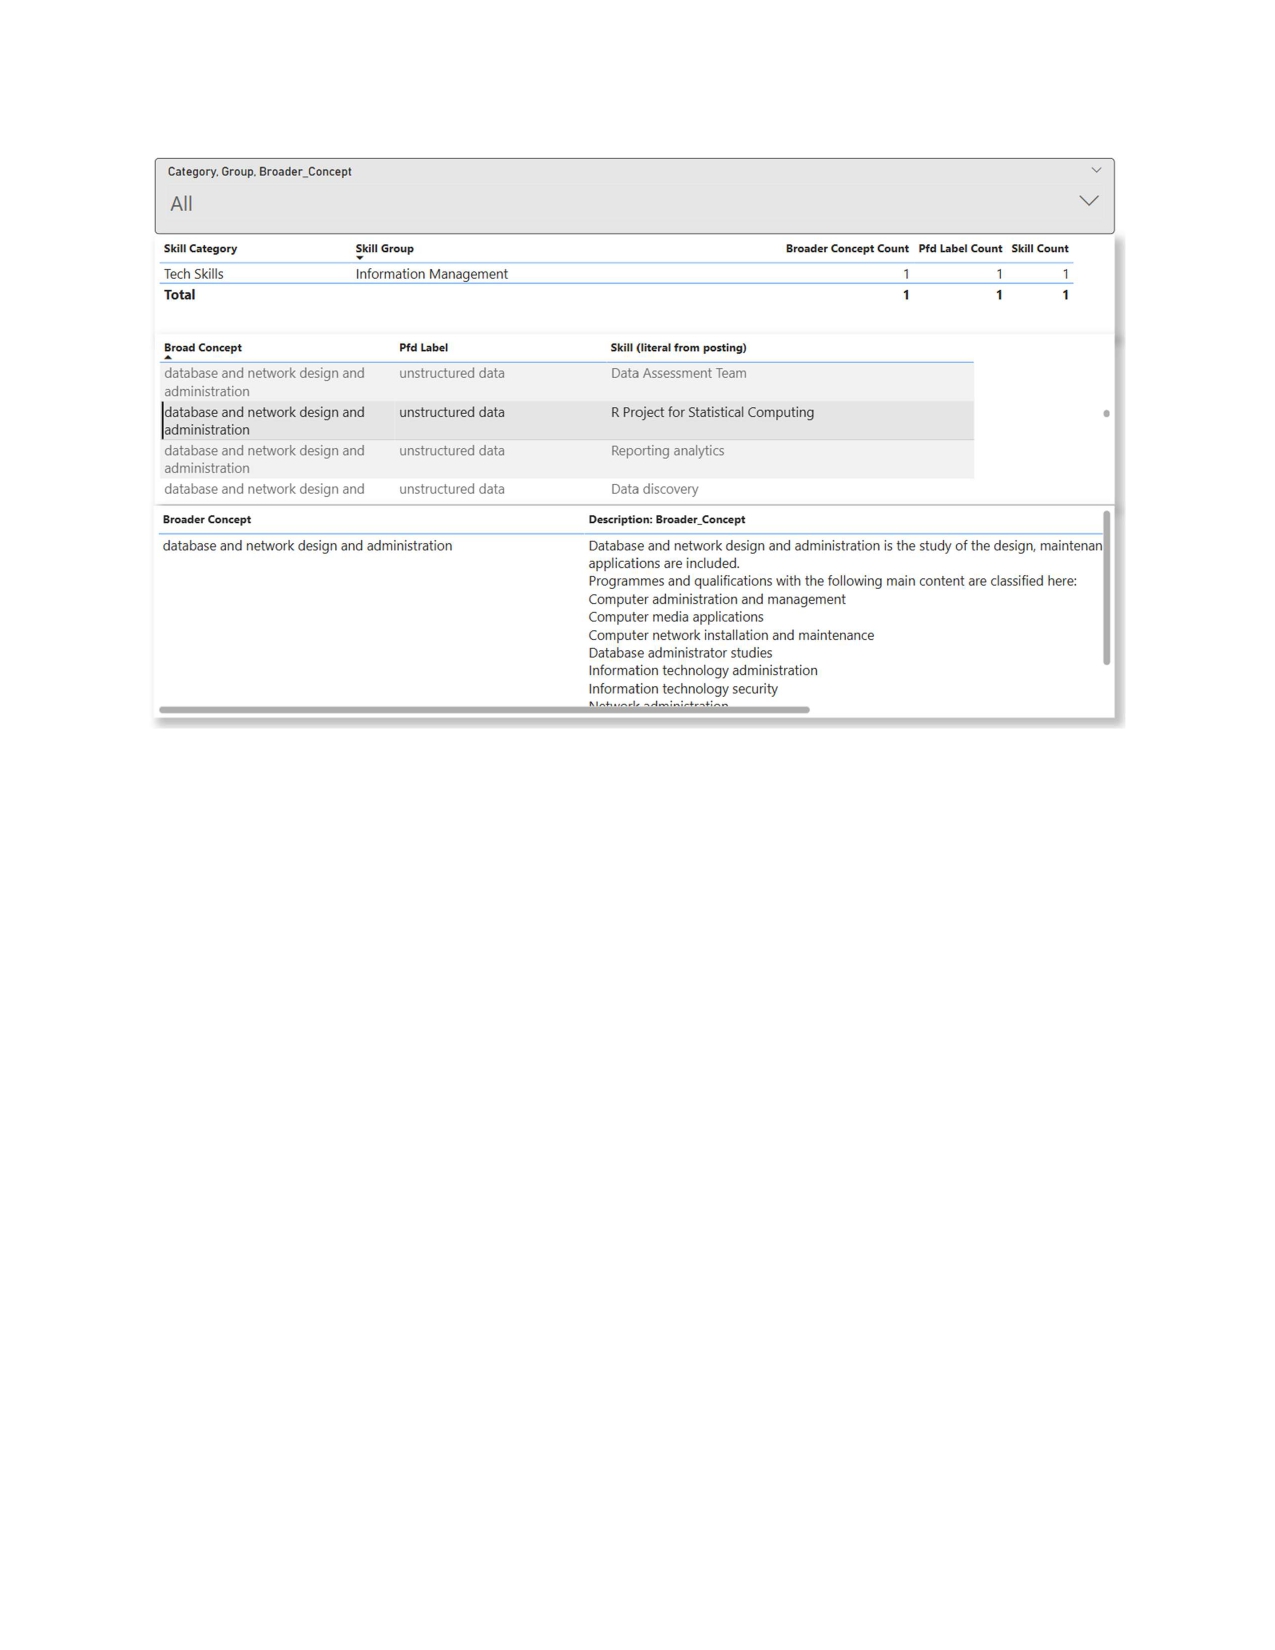 Category, Group, Broader_Concept
All
Skill Category Skill Group Broader Concept Count Pfd Label Count Skill Count
Tech Skills Information Management 1 1 1
Total 1 1 1
Broad Concept Pfd Label Skill (literal from posting)
database and network design and unstructured data Data Assessment Team
administration
database and network design and unstructured data R Project for Statistical Computing
administration
database and network design and unstructured data Reporting analytics
administration
database and network design and unstructured data Data discovery
Broader Concept Description: Broader_Concept
database and network design and administration Database and network design and administration is the study of the design, maintenan
applications are included.
Programmes and qualifications with the following main content are classified here:
Computer administration and management
Computer media applications
Computer network installation and maintenance
Database administrator studies
Information technology administration
Information technology security
Network administration